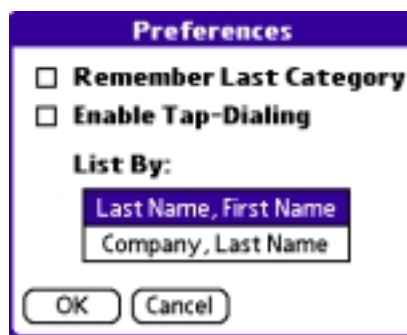 Preferences
Remember Last Category
Enable Tap-Dialing
List By:
Last Name, First Name
Company, Last Name
OK Cancel